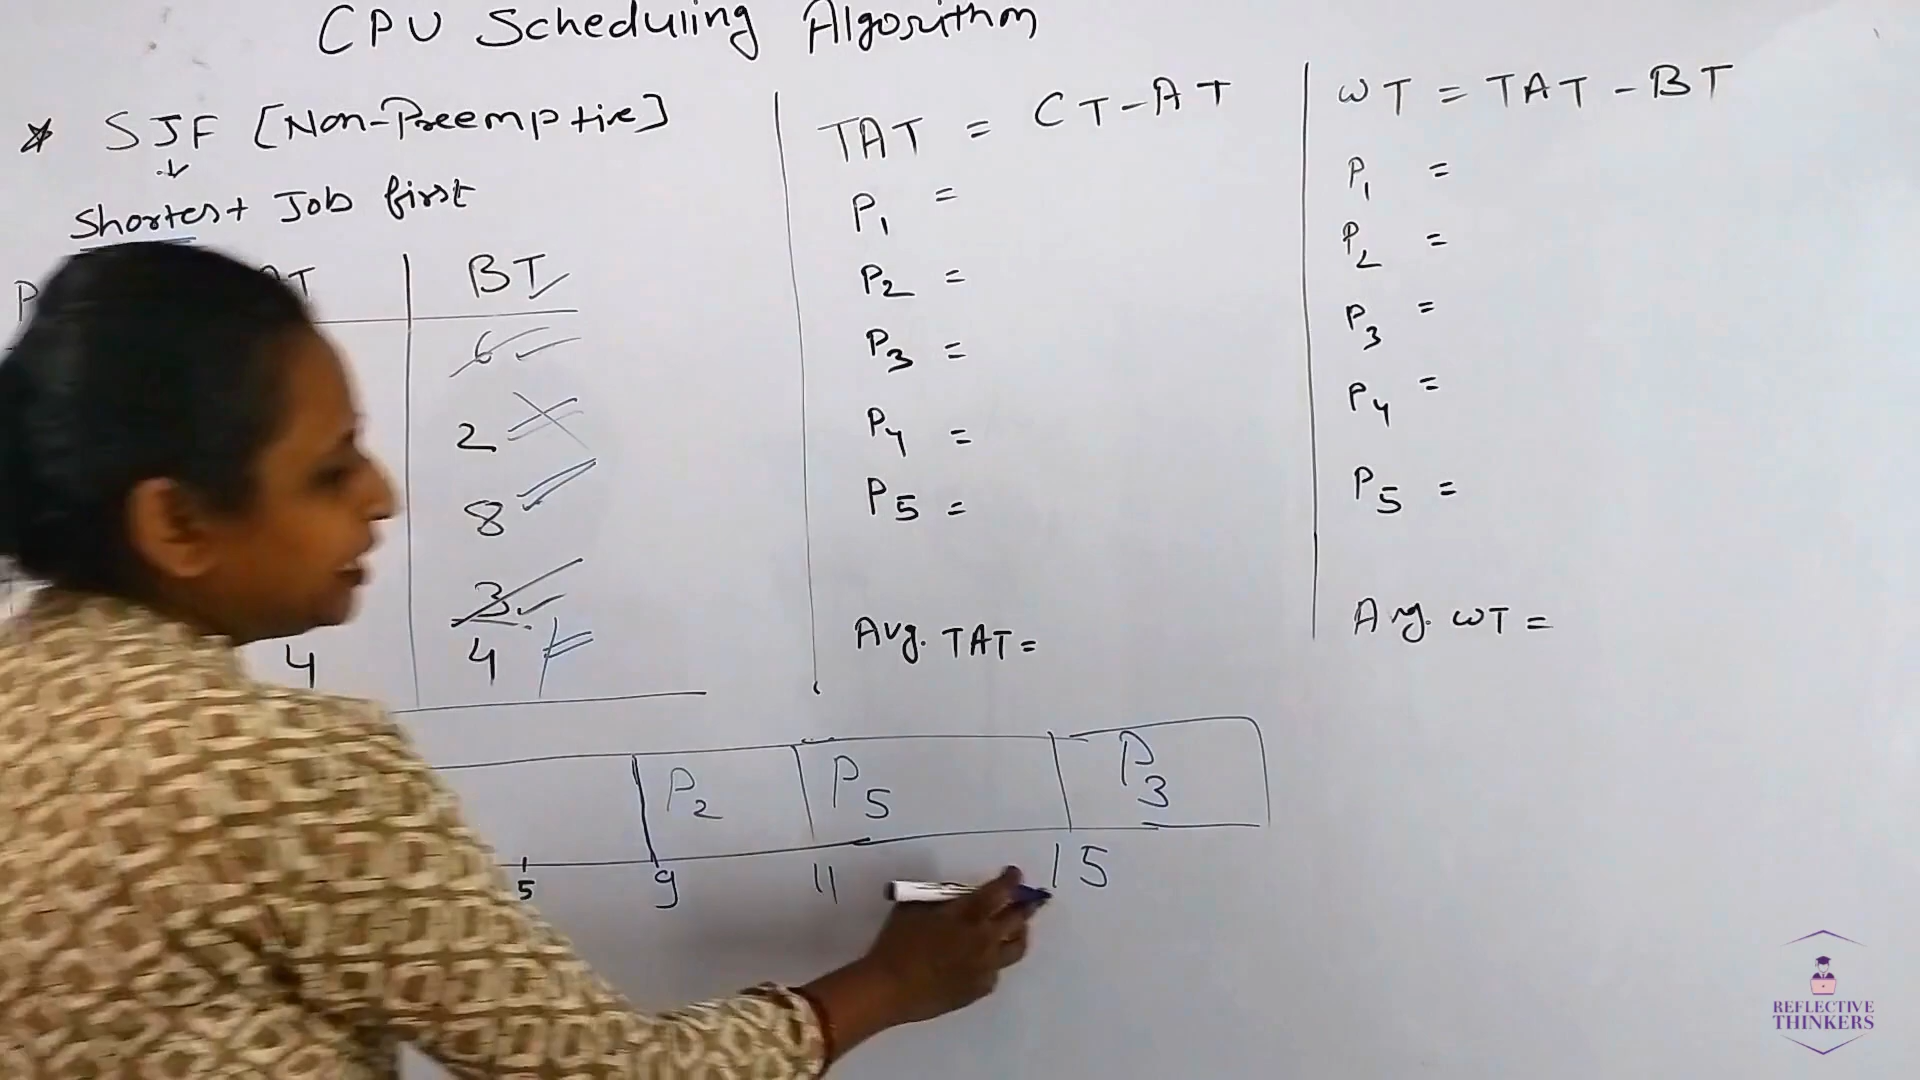 CPU Scheduling Algorithm
* SJF [Non-Preemptive]
↓
Shortest Job first
BT
6
2
8
3
4 4
TAT = CT-AT
P1 =
P2 =
P3 =
P4 =
P5 =
Avg. TAT =
WT = TAT - BT
P1 =
P2 =
P3 =
P4 =
P5 =
Avg. WT =
P2 P5 P3
5 9 11 15
REFLECTIVE
THINKERS